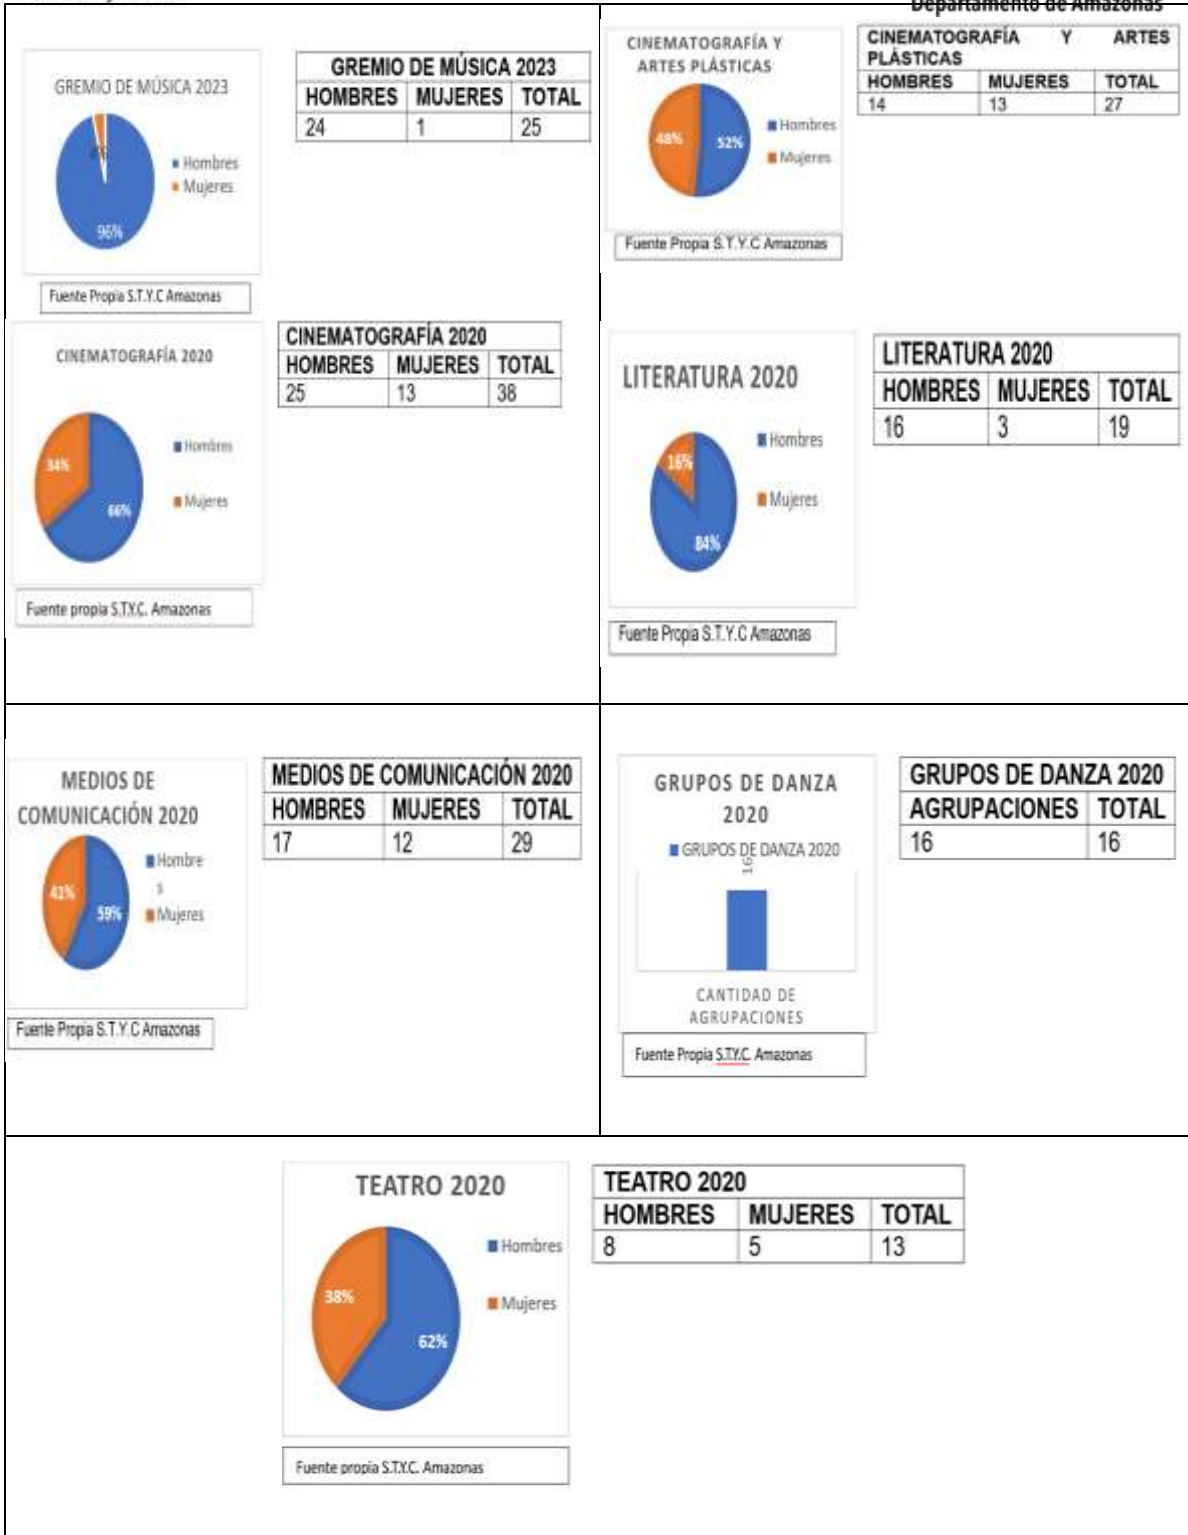 Departamento de Amazonas
GREMIO DE MÚSICA 2023
96%
Hombres
Mujeres
GREMIO DE MÚSICA 2023
HOMBRES MUJERES TOTAL
24 1 25
Fuente Propia S.T.Y.C Amazonas
CINEMATOGRAFÍA Y
ARTES PLÁSTICAS
48%
52%
Hombres
Mujeres
CINEMATOGRAFÍA Y ARTES
PLÁSTICAS
HOMBRES MUJERES TOTAL
14 13 27
Fuente Propia S.T.Y.C Amazonas
CINEMATOGRAFÍA 2020
34%
66%
Hombres
Mujeres
CINEMATOGRAFÍA 2020
HOMBRES MUJERES TOTAL
25 13 38
Fuente propia S.TY.C. Amazonas
LITERATURA 2020
16%
84%
Hombres
Mujeres
LITERATURA 2020
HOMBRES MUJERES TOTAL
16 3 19
Fuente Propia S.T.Y.C Amazonas
MEDIOS DE
COMUNICACIÓN 2020
41%
59%
Hombre
s
Mujeres
MEDIOS DE COMUNICACIÓN 2020
HOMBRES MUJERES TOTAL
17 12 29
Fuente Propia S.T.Y.C Amazonas
GRUPOS DE DANZA
2020
GRUPOS DE DANZA 2020
16
CANTIDAD DE
AGRUPACIONES
GRUPOS DE DANZA 2020
AGRUPACIONES TOTAL
16 16
Fuente Propia S.T.Y.C. Amazonas
TEATRO 2020
38%
62%
Hombres
Mujeres
TEATRO 2020
HOMBRES MUJERES TOTAL
8 5 13
Fuente propia S.T.Y.C. Amazonas